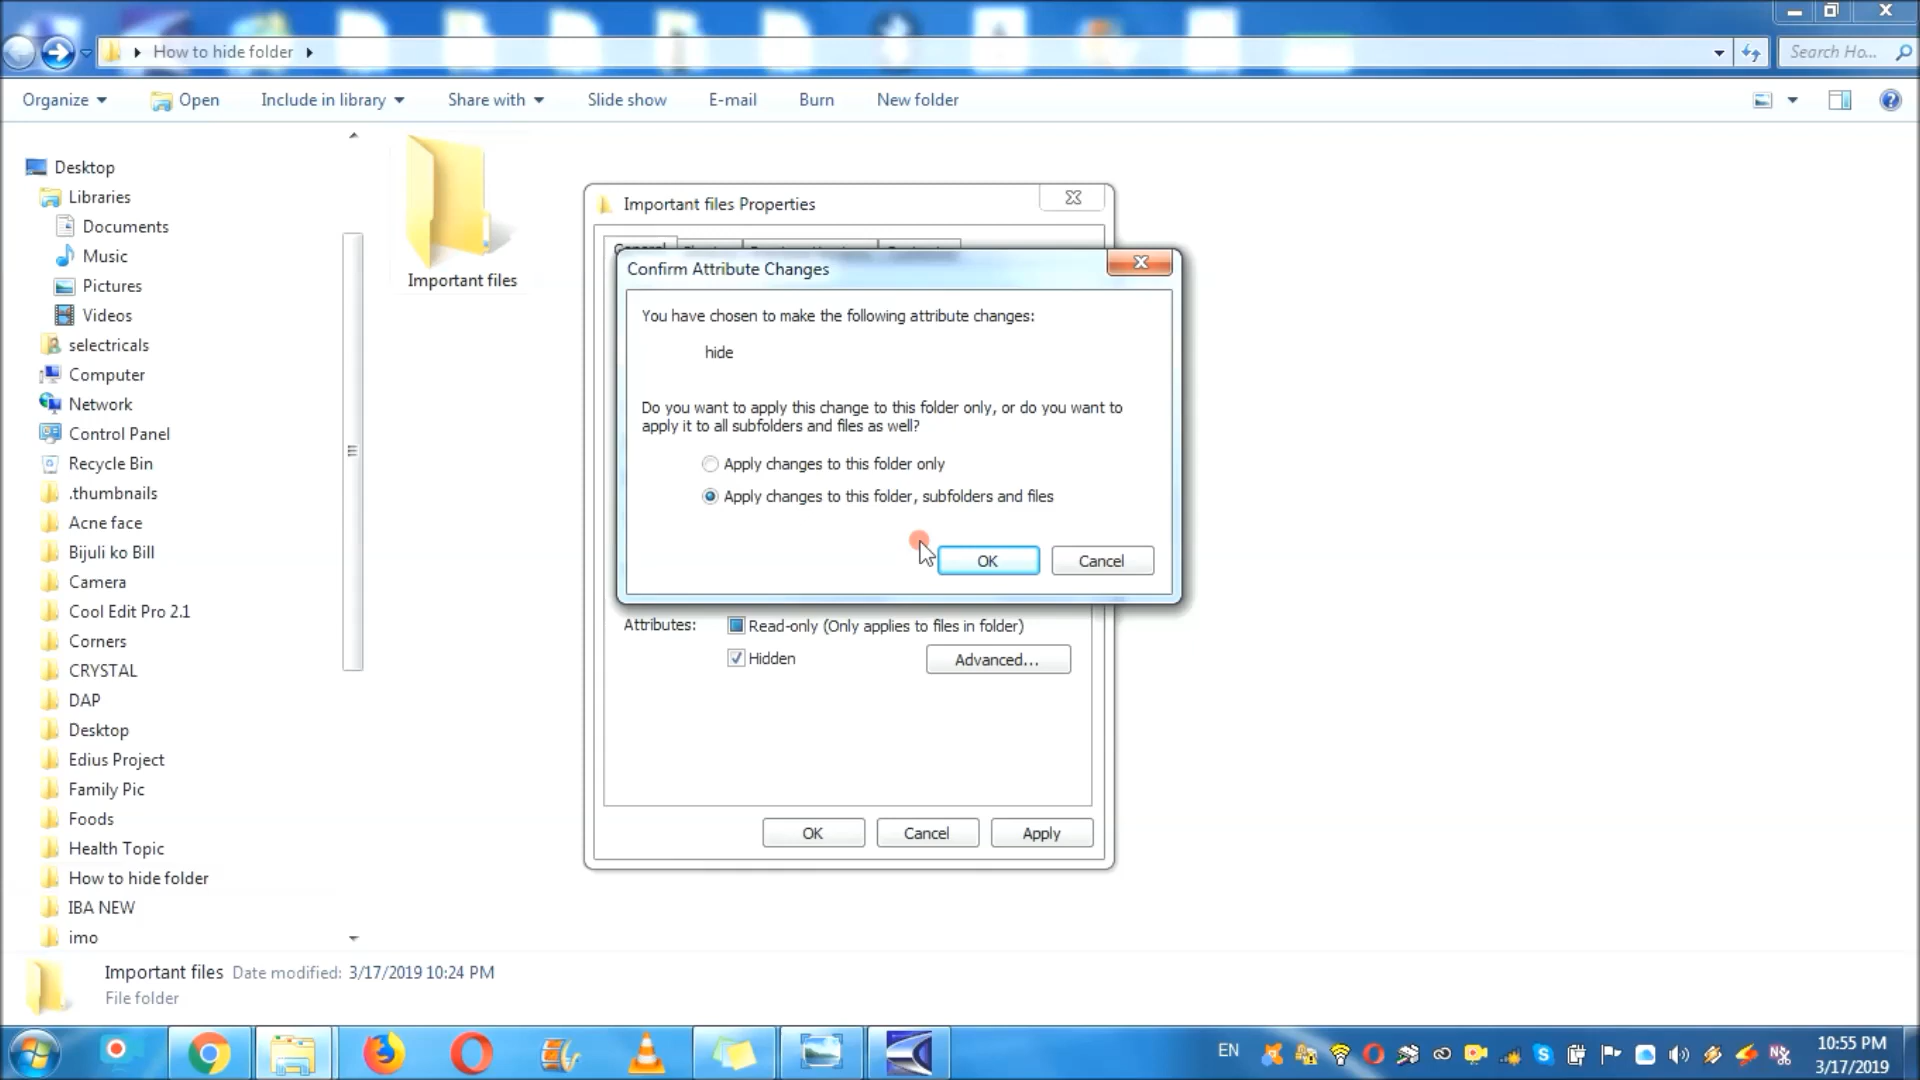 How to hide folder
Search Ho...
Organize
Open
Include in library
Share with
Slide show
E-mail
Burn
New folder
Desktop
Libraries
Documents
Music
Pictures
Videos
selectricals
Computer
Network
Control Panel
Recycle Bin
.thumbnails
Acne face
Bijuli ko Bill
Camera
Cool Edit Pro 2.1
Corners
CRYSTAL
DAP
Desktop
Edius Project
Family Pic
Foods
Health Topic
How to hide folder
IBA NEW
imo
Important files
Important files Properties
General
Confirm Attribute Changes
You have chosen to make the following attribute changes:
hide
Do you want to apply this change to this folder only, or do you want to
apply it to all subfolders and files as well?
Apply changes to this folder only
Apply changes to this folder, subfolders and files
OK
Cancel
Attributes:
Read-only (Only applies to files in folder)
Hidden
Advanced...
OK
Cancel
Apply
Important files Date modified: 3/17/2019 10:24 PM
File folder
EN
10:55 PM
3/17/2019